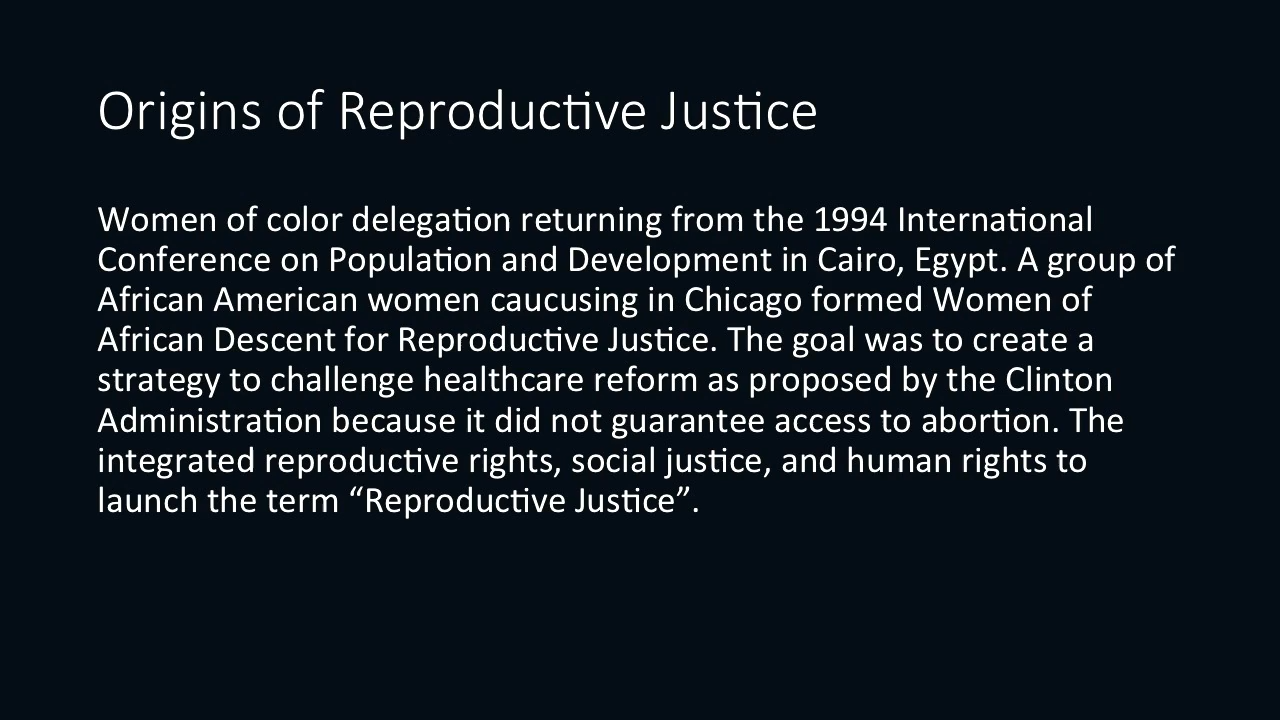 Origins of Reproductive Justice
Women of color delegation returning from the 1994 International
Conference on Population and Development in Cairo, Egypt. A group of
African American women caucusing in Chicago formed Women of
African Descent for Reproductive Justice. The goal was to create a
strategy to challenge healthcare reform as proposed by the Clinton
Administration because it did not guarantee access to abortion. The
integrated reproductive rights, social justice, and human rights to
launch the term “Reproductive Justice”.